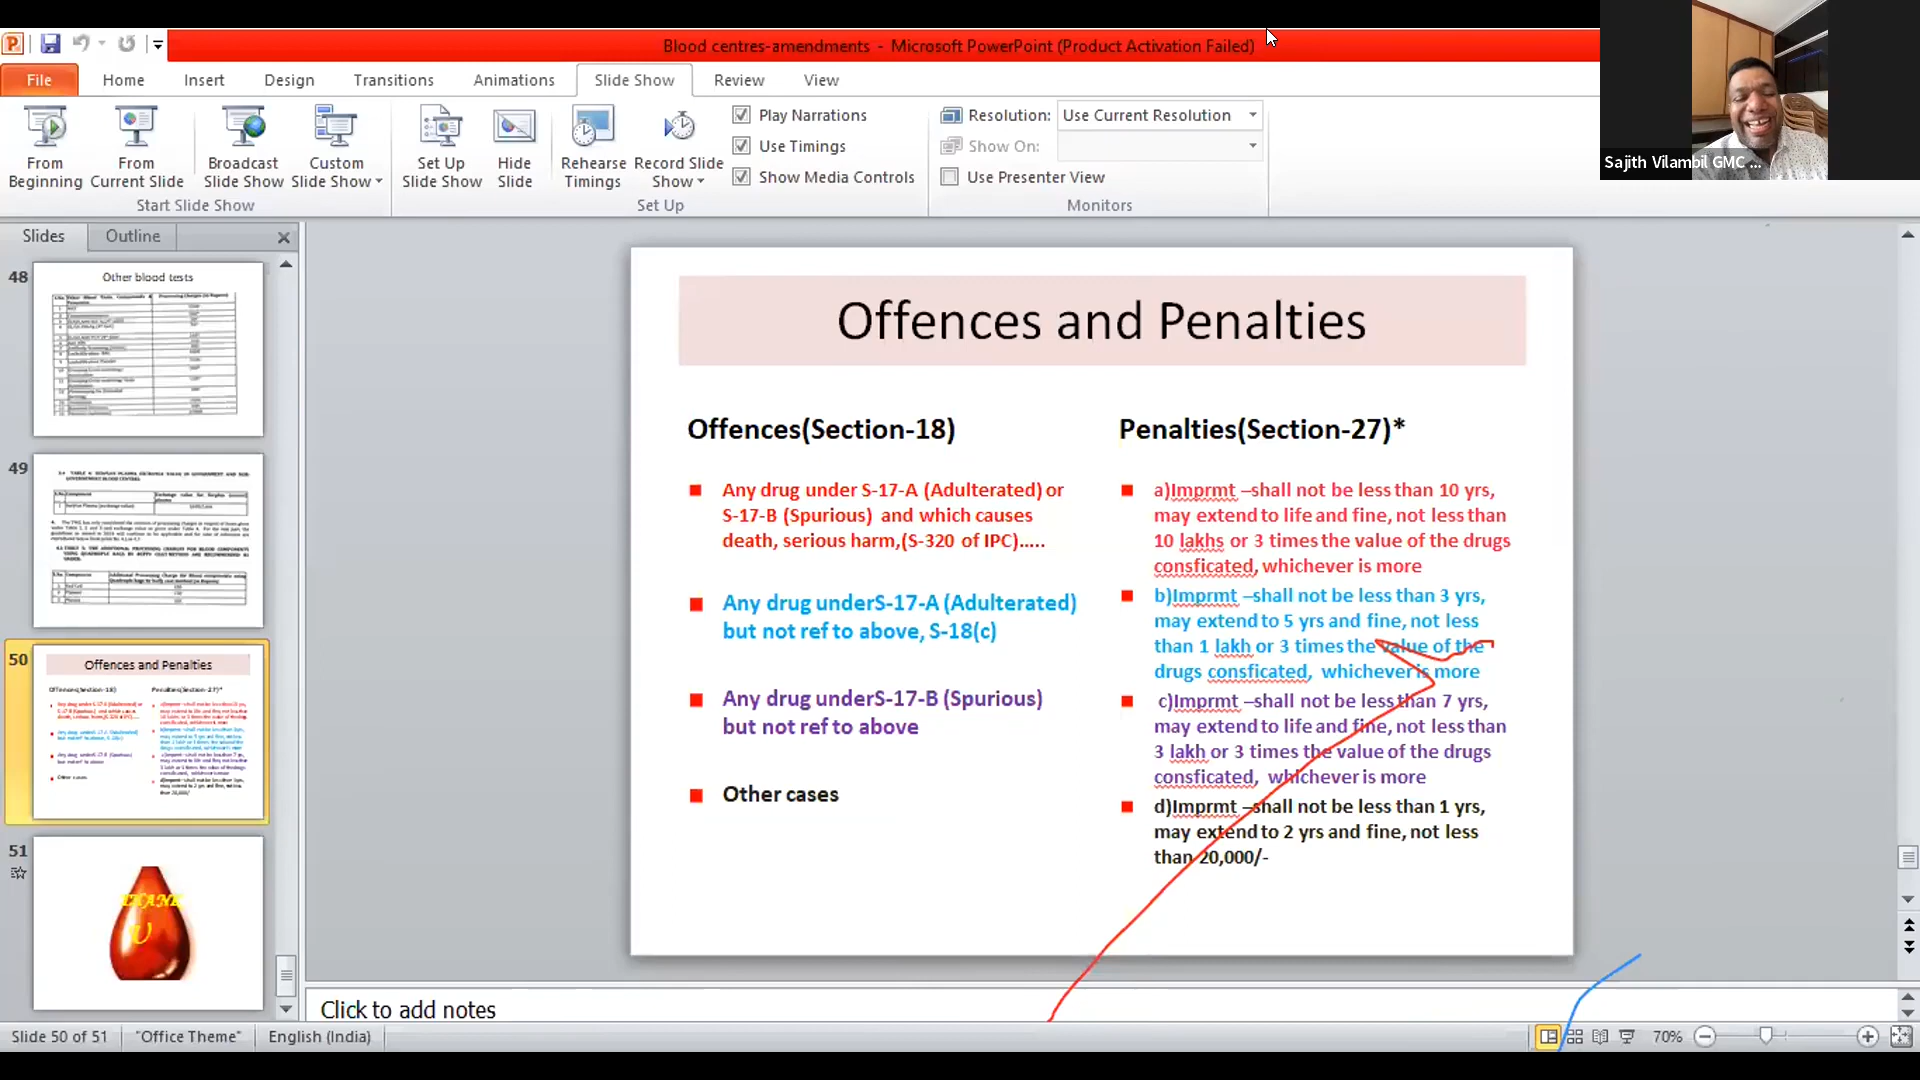 Blood centres-amendments - Microsoft PowerPoint (Product Activation Failed)
File Home Insert Design Transitions Animations Slide Show Review View
From Beginning
From Current Slide
Broadcast Slide Show
Custom Slide Show
Set Up Slide Show
Hide Slide
Rehearse Timings
Record Slide Show
Play Narrations
Use Timings
Show Media Controls
Resolution: Use Current Resolution
Show On:
Use Presenter View
Start Slide Show
Set Up
Monitors
Sajith Vilambil GMC ...
Slides Outline
48
Other blood tests
49
50
Offences and Penalties
Offences(Section-18)
Penalties(Section-27)*
Other cases
51
THANK
U
Offences and Penalties
Offences(Section-18)
Any drug under S-17-A (Adulterated) or
S-17-B (Spurious) and which causes
death, serious harm,(S-320 of IPC).....
Any drug underS-17-A (Adulterated)
but not ref to above, S-18(c)
Any drug underS-17-B (Spurious)
but not ref to above
Other cases
Penalties(Section-27)*
a)Imprmt –shall not be less than 10 yrs,
may extend to life and fine, not less than
10 lakhs or 3 times the value of the drugs
consficated, whichever is more
b)Imprmt –shall not be less than 3 yrs,
may extend to 5 yrs and fine, not less
than 1 lakh or 3 times the value of the
drugs consficated, whichever is more
c)Imprmt –shall not be less than 7 yrs,
may extend to life and fine, not less than
3 lakh or 3 times the value of the drugs
consficated, whichever is more
d)Imprmt –shall not be less than 1 yrs,
may extend to 2 yrs and fine, not less
than 20,000/-
Click to add notes
Slide 50 of 51 "Office Theme" English (India) 70%